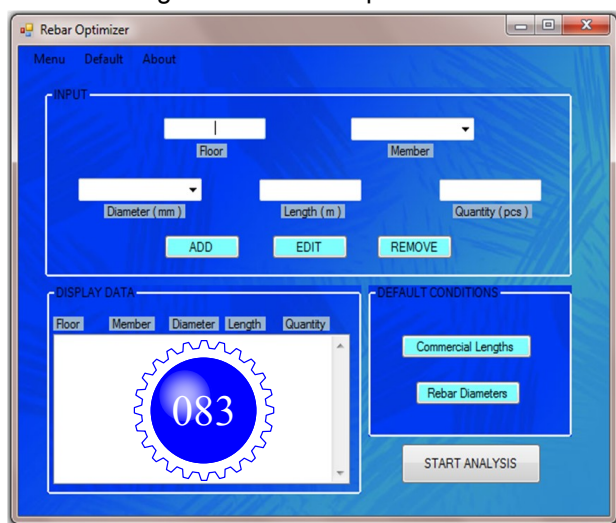 Rebar Optimizer
Menu Default About
INPUT
Floor Member
Diameter ( mm ) Length ( m ) Quantity ( pcs )
ADD EDIT REMOVE
DISPLAY DATA
Floor Member Diameter Length Quantity
083
DEFAULT CONDITIONS
Commercial Lengths
Rebar Diameters
START ANALYSIS